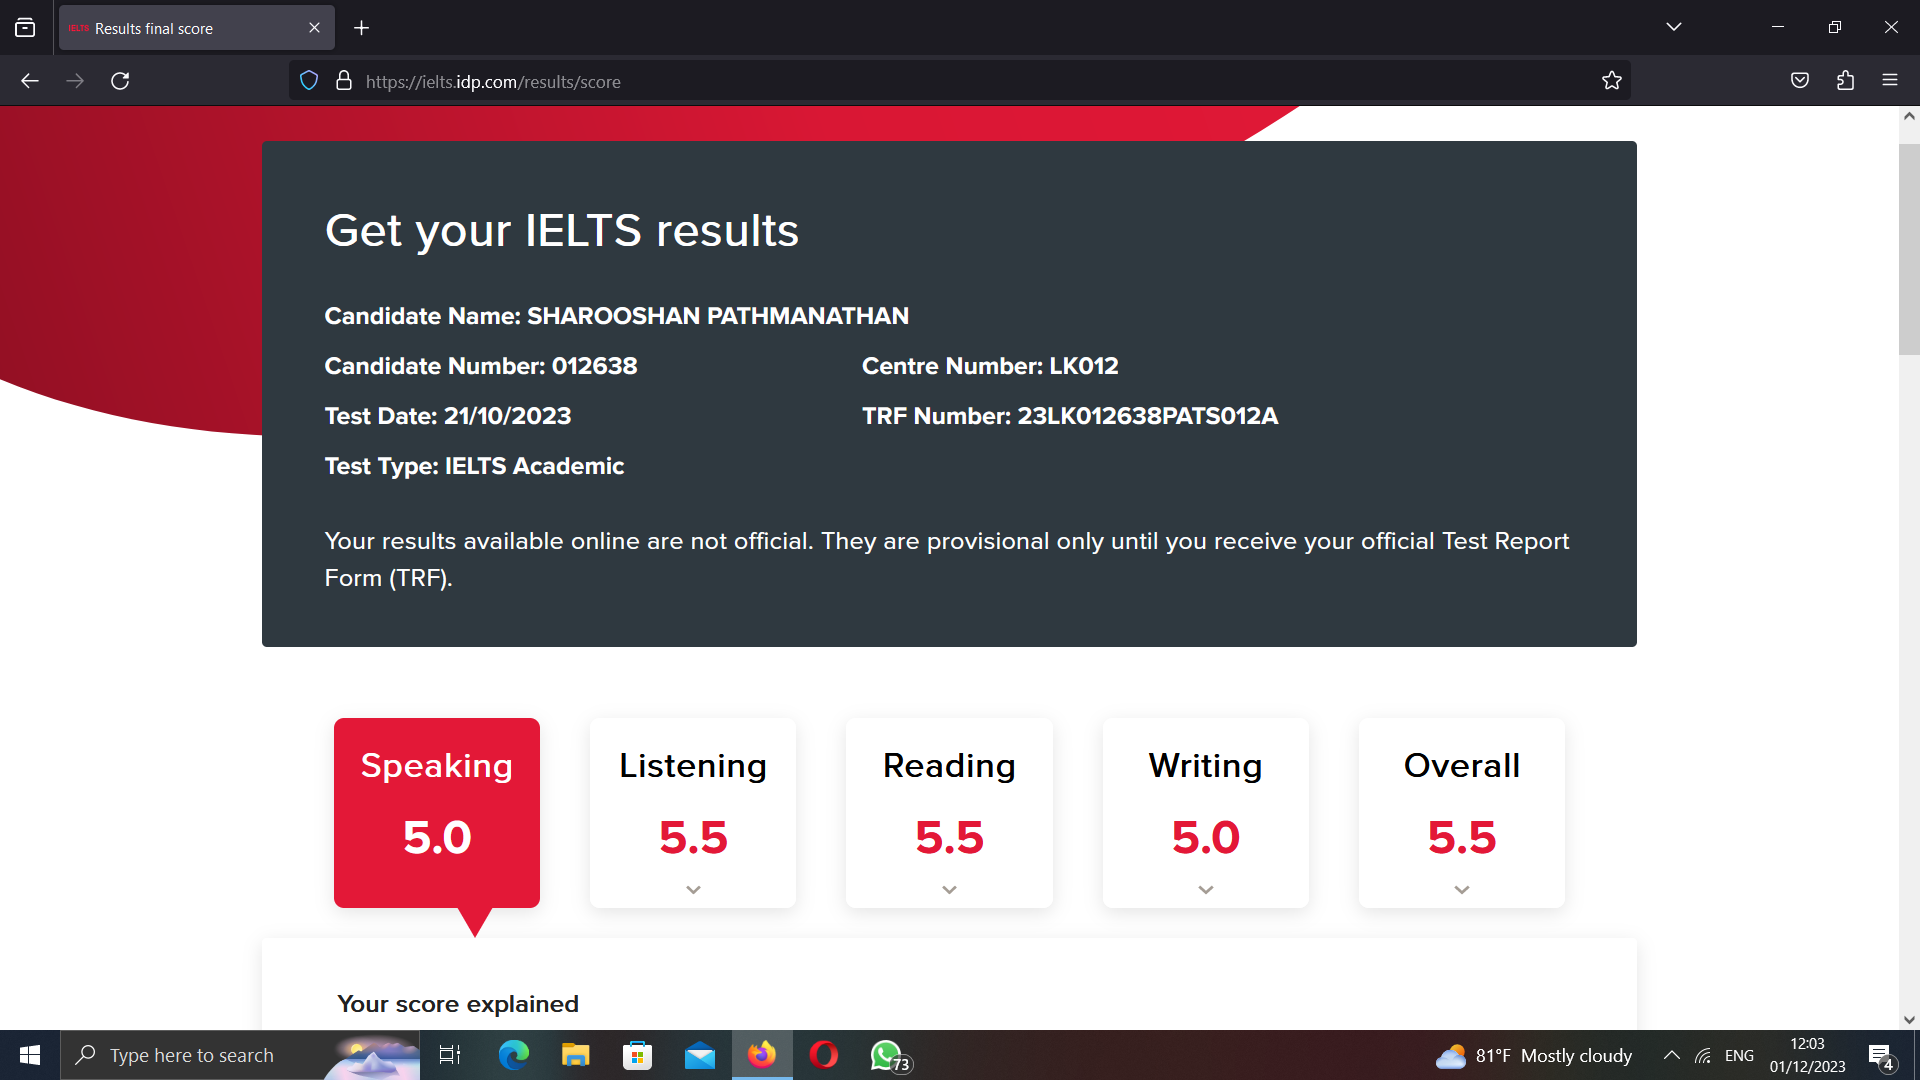 IELTS Results final score
https://ielts.idp.com/results/score
Get your IELTS results
Candidate Name: SHAROOSHAN PATHMANATHAN
Candidate Number: 012638 Centre Number: LK012
Test Date: 21/10/2023 TRF Number: 23LK012638PATS012A
Test Type: IELTS Academic
Your results available online are not official. They are provisional only until you receive your official Test Report
Form (TRF).
Speaking Listening Reading Writing Overall
5.0 5.5 5.5 5.0 5.5
Your score explained
Type here to search
73
81°F Mostly cloudy
ENG
12:03
01/12/2023
4